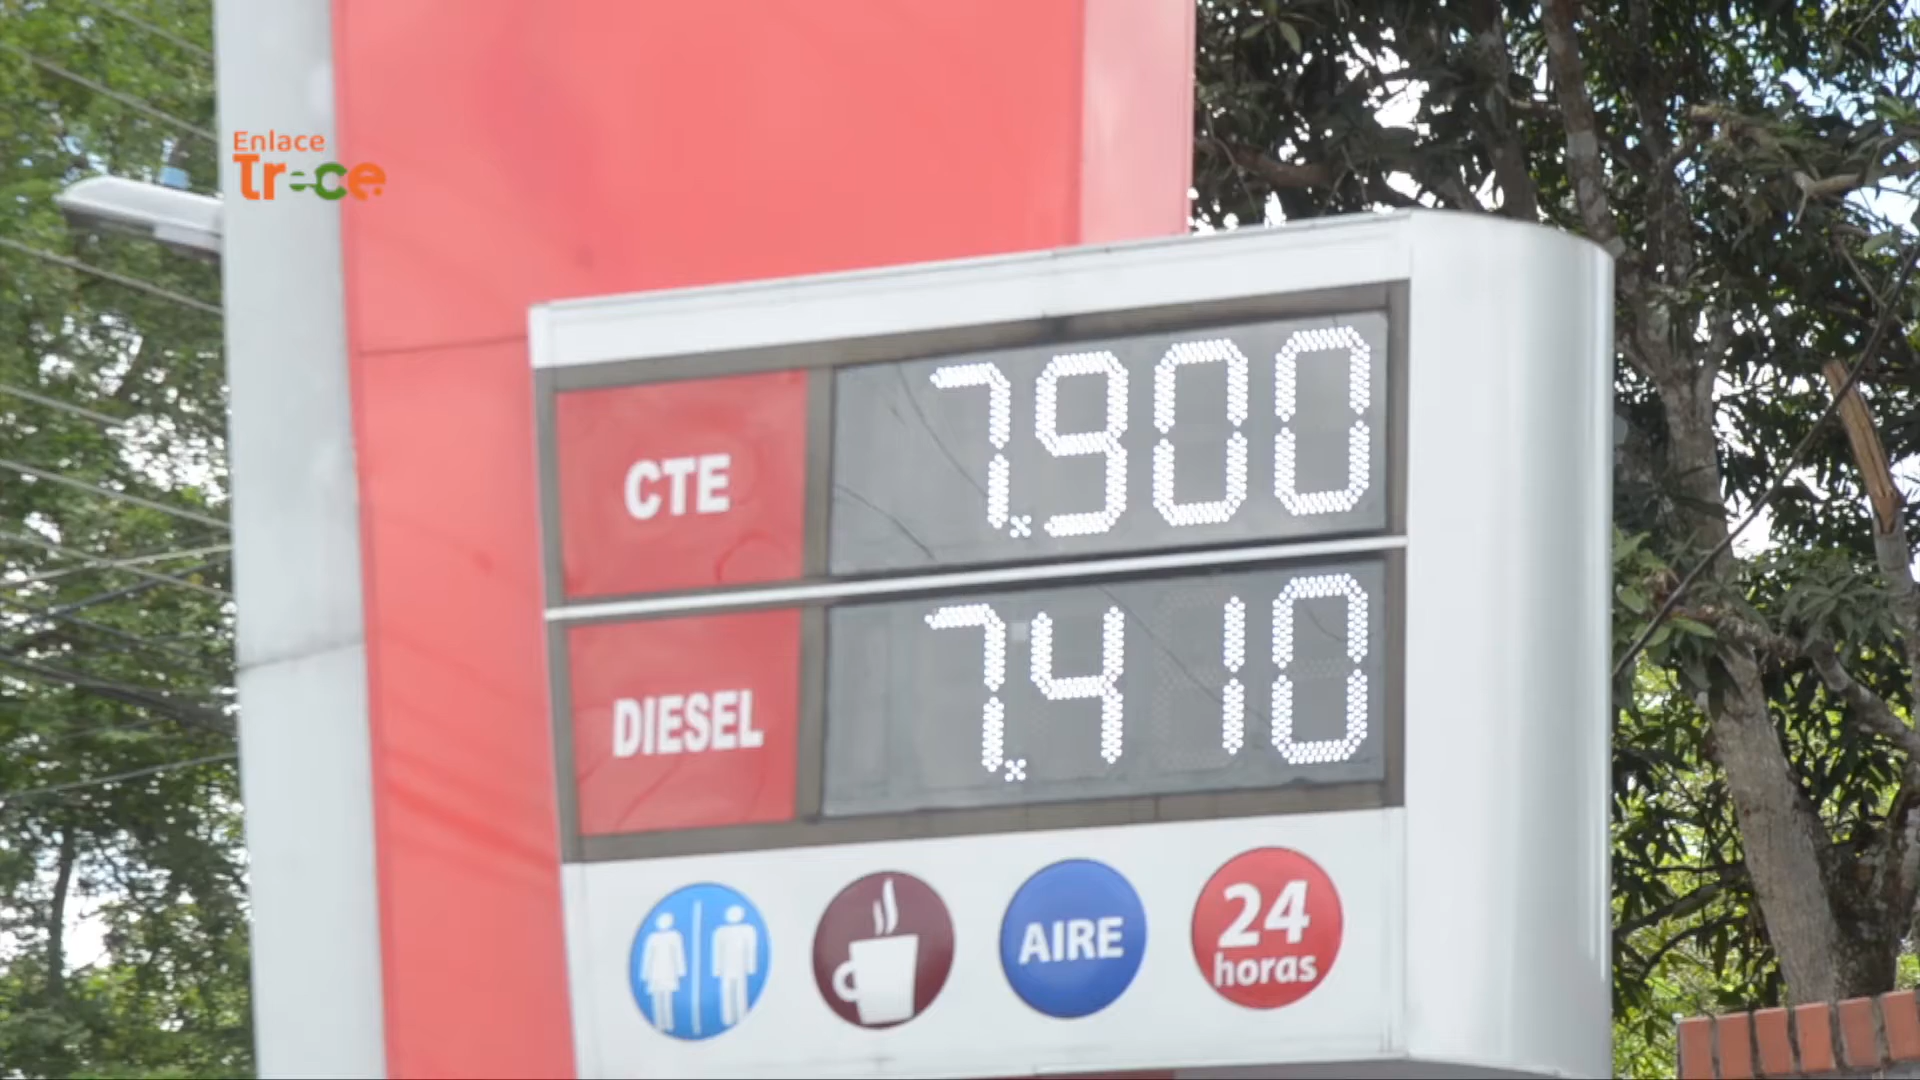 Enlace
Trece
CTE
7.900
DIESEL
7.410
AIRE
24
horas